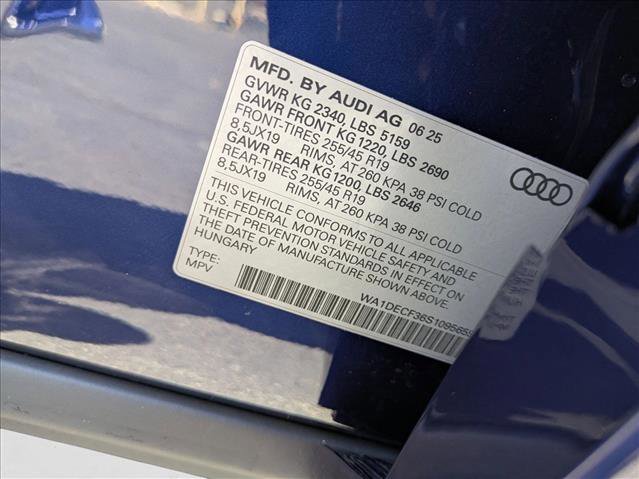 MFD. BY AUDI AG 06 25
GVWR KG 2340, LBS 5159
GAWR FRONT KG 1220, LBS 2690
FRONT-TIRES 255/45 R19
8,5JX19 RIMS, AT 260 KPA 38 PSI COLD
GAWR REAR KG1200, LBS 2646
REAR-TIRES 255/45 R19
8,5JX19 RIMS, AT 260 KPA 38 PSI COLD
THIS VEHICLE CONFORMS TO ALL APPLICABLE
U.S. FEDERAL MOTOR VEHICLE SAFETY AND
THEFT PREVENTION STANDARDS IN EFFECT ON
THE DATE OF MANUFACTURE SHOWN ABOVE.
HUNGARY
TYPE:
MPV
WA1DECF36S1095659